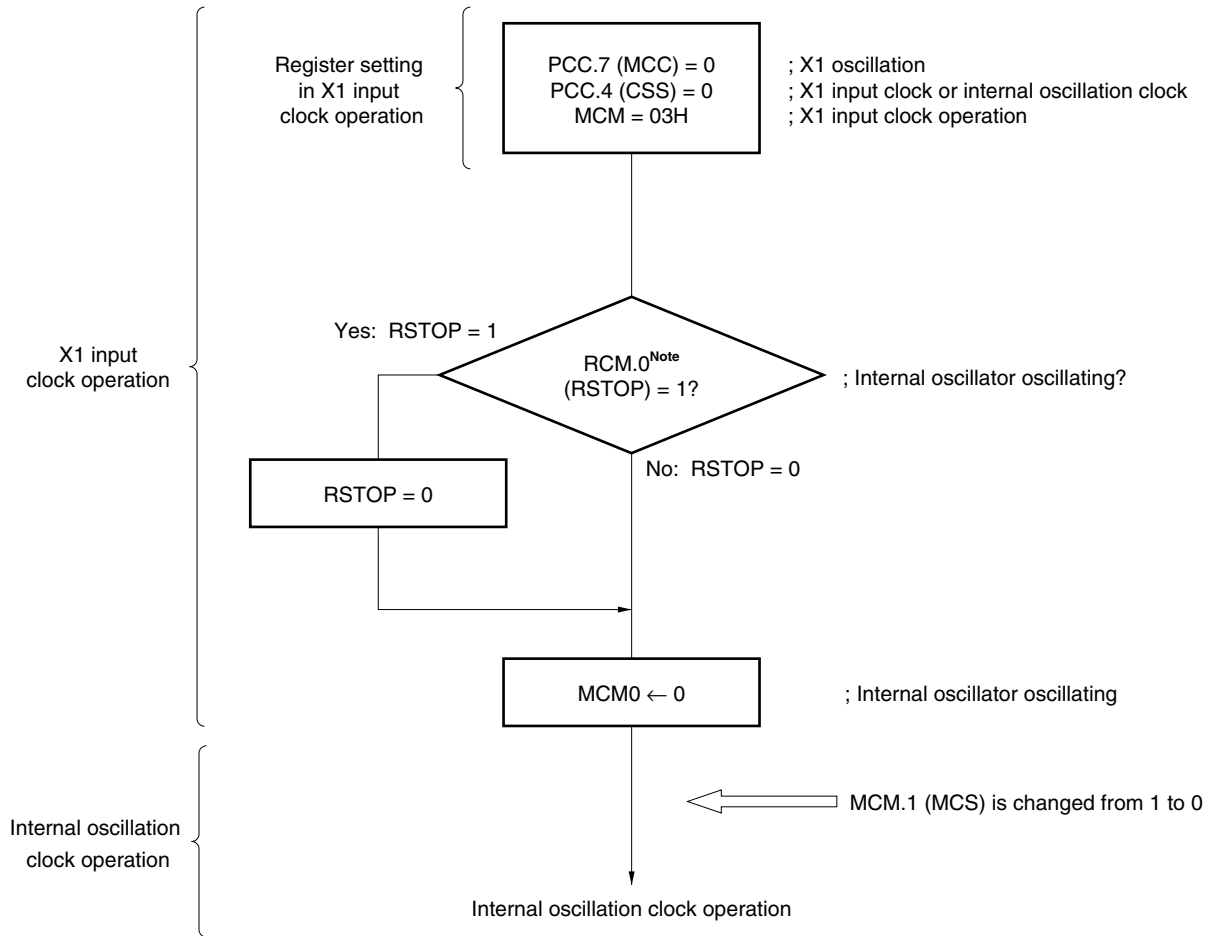 Register setting
in X1 input
clock operation
PCC.7 (MCC) = 0
PCC.4 (CSS) = 0
MCM = 03H
; X1 oscillation
; X1 input clock or internal oscillation clock
; X1 input clock operation
X1 input
clock operation
Yes: RSTOP = 1
RCM.0Note
(RSTOP) = 1?
; Internal oscillator oscillating?
No: RSTOP = 0
RSTOP = 0
MCM0 ← 0
; Internal oscillator oscillating
MCM.1 (MCS) is changed from 1 to 0
Internal oscillation
clock operation
Internal oscillation clock operation